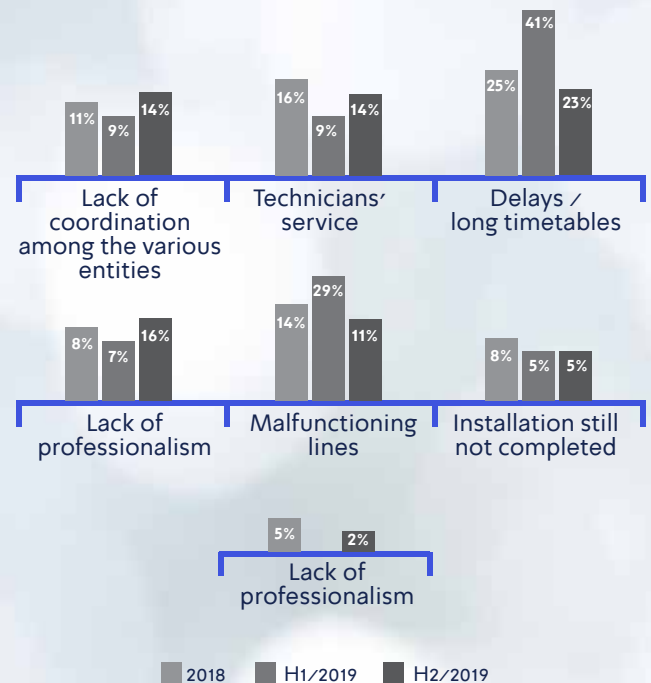 11%
9%
14%
Lack of
coordination
among the various
entities
16%
9%
14%
Technicians'
service
25%
41%
23%
Delays /
long timetables
8%
7%
16%
Lack of
professionalism
14%
29%
11%
Malfunctioning
lines
8%
5%
5%
Installation still
not completed
5%
2%
Lack of
professionalism
2018 H1/2019 H2/2019